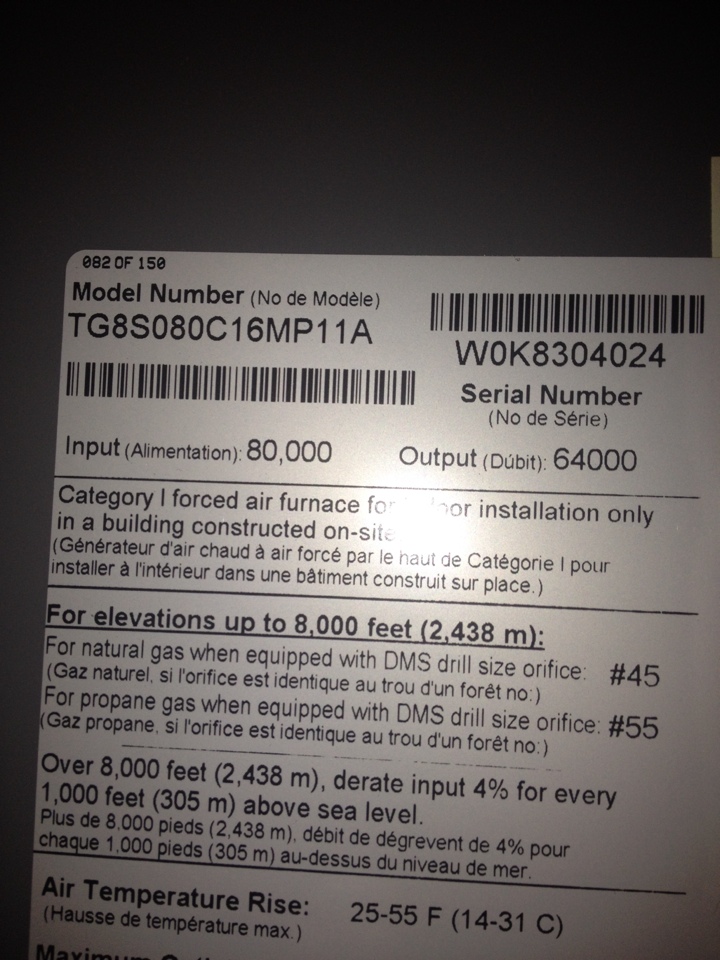 082 OF 150
Model Number (No de Modèle)
TG8S080C16MP11A
W0K8304024
Serial Number
(No de Série)
Input (Alimentation): 80,000
Output (Dúbit): 64000
Category I forced air furnace for installation only
in a building constructed on-site
(Générateur d'air chaud à air forcé par le haut de Catégorie I pour
installer à l'intérieur dans une bâtiment construit sur place.)
For elevations up to 8,000 feet (2,438 m):
For natural gas when equipped with DMS drill size orifice: #45
(Gaz naturel, si l'orifice est identique au trou d'un forêt no:)
For propane gas when equipped with DMS drill size orifice: #55
(Gaz propane, si l'orifice est identique au trou d'un forêt no:)
Over 8,000 feet (2,438 m), derate input 4% for every
1,000 feet (305 m) above sea level.
Plus de 8,000 pieds (2,438 m), débit de dégrevent de 4% pour
chaque 1,000 pieds (305 m) au-dessus du niveau de mer.
Air Temperature Rise: 25-55 F (14-31 C)
(Hausse de température max.)
Maximum